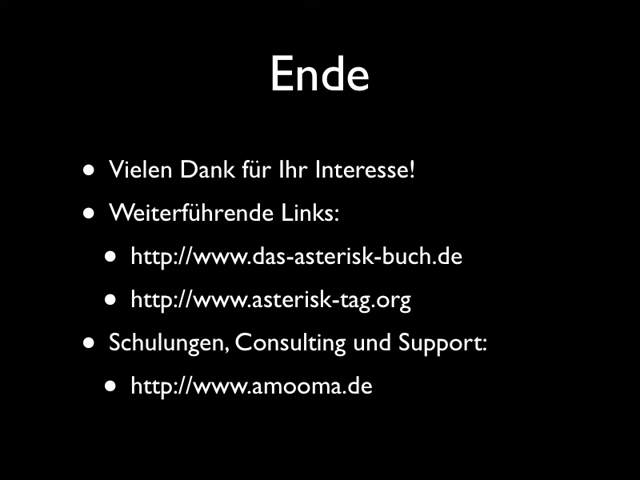 Ende
• Vielen Dank für Ihr Interesse!
• Weiterführende Links:
• http://www.das-asterisk-buch.de
• http://www.asterisk-tag.org
• Schulungen, Consulting und Support:
• http://www.amooma.de